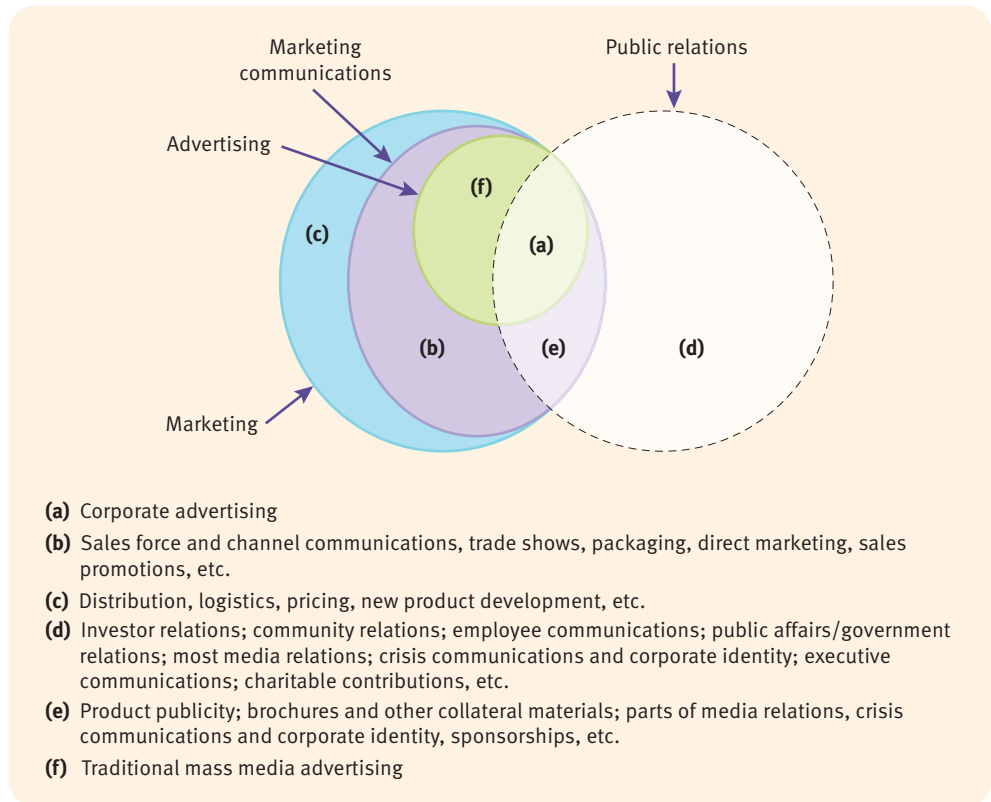 Marketing
communications
Public relations
Advertising
(f)
(c)
(a)
(b)
(e)
(d)
Marketing
(a) Corporate advertising
(b) Sales force and channel communications, trade shows, packaging, direct marketing, sales
promotions, etc.
(c) Distribution, logistics, pricing, new product development, etc.
(d) Investor relations; community relations; employee communications; public affairs/government
relations; most media relations; crisis communications and corporate identity; executive
communications; charitable contributions, etc.
(e) Product publicity; brochures and other collateral materials; parts of media relations, crisis
communications and corporate identity, sponsorships, etc.
(f) Traditional mass media advertising